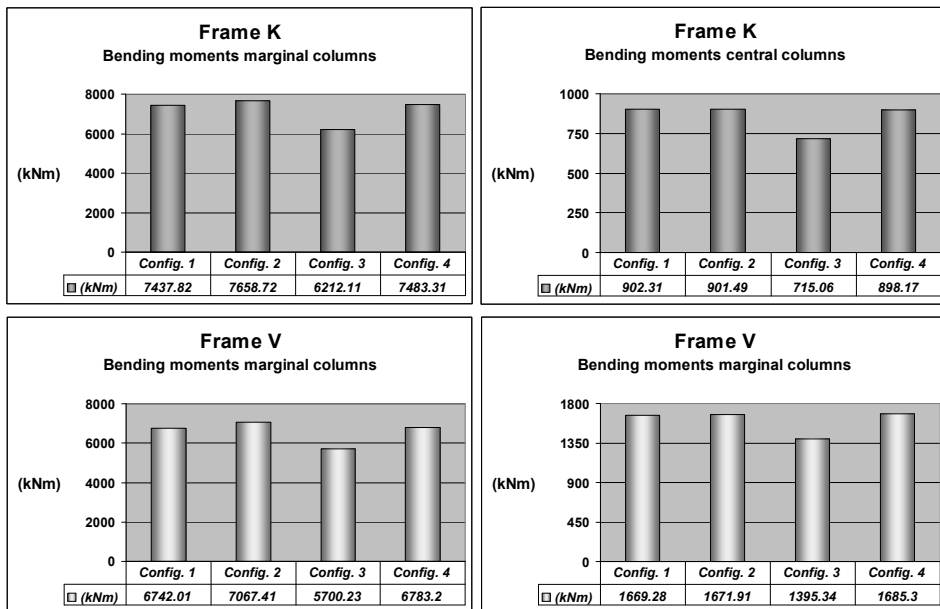 Frame K
Bending moments marginal columns
8000
6000
(kNm)
4000
2000
0
Config. 1 Config. 2 Config. 3 Config. 4
(kNm) 7437.82 7658.72 6212.11 7483.31
Frame K
Bending moments central columns
1000
750
(kNm)
500
250
0
Config. 1 Config. 2 Config. 3 Config. 4
(kNm) 902.31 901.49 715.06 898.17
Frame V
Bending moments marginal columns
8000
6000
(kNm)
4000
2000
0
Config. 1 Config. 2 Config. 3 Config. 4
(kNm) 6742.01 7067.41 5700.23 6783.2
Frame V
Bending moments marginal columns
1800
1350
(kNm)
900
450
0
Config. 1 Config. 2 Config. 3 Config. 4
(kNm) 1669.28 1671.91 1395.34 1685.3